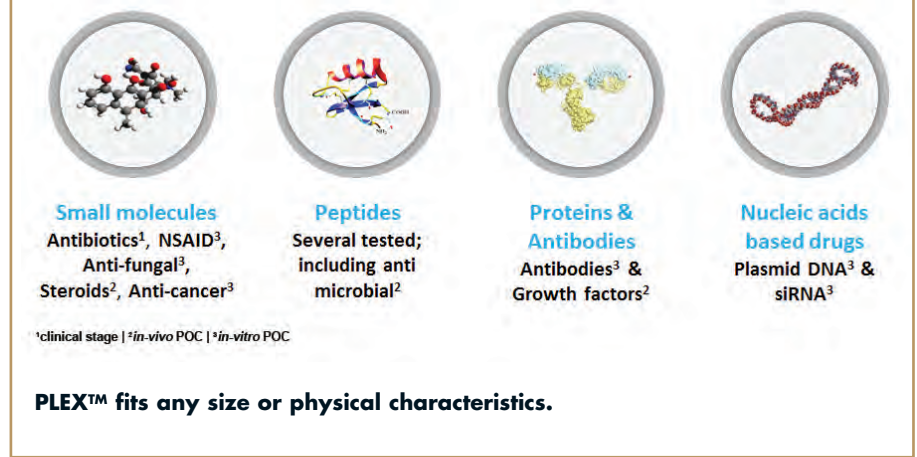 Small molecules
Antibiotics¹, NSAID³,
Anti-fungal³,
Steroids², Anti-cancer³
Peptides
Several tested;
including anti
microbial²
Proteins &
Antibodies
Antibodies³ &
Growth factors²
Nucleic acids
based drugs
Plasmid DNA³ &
siRNA³
¹clinical stage | ²in-vivo POC | ³in-vitro POC
PLEX™ fits any size or physical characteristics.